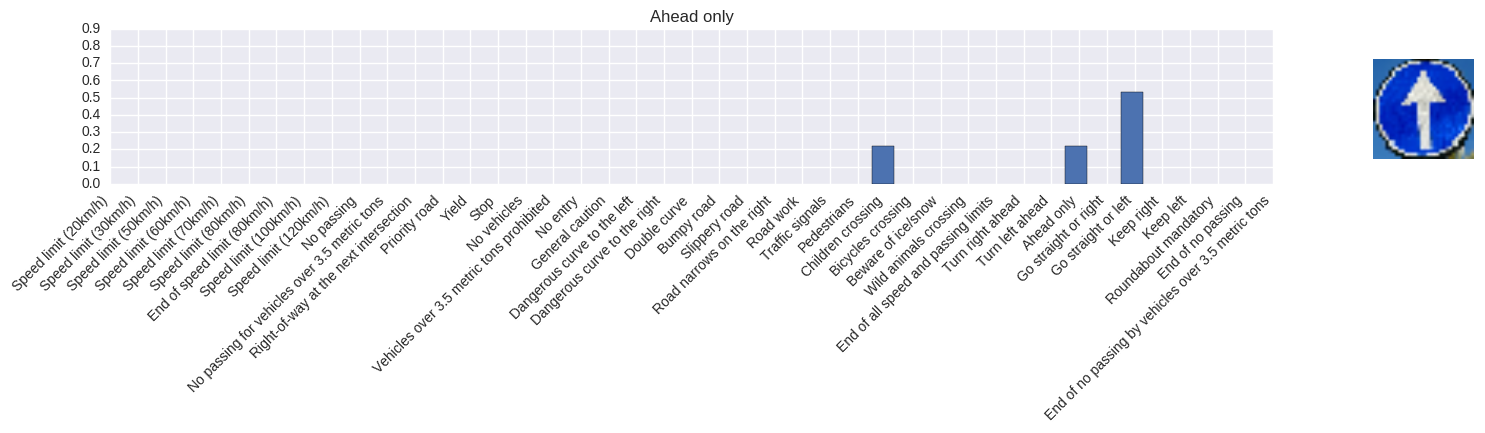 Ahead only
0.9
0.8
0.7
0.6
0.5
0.4
0.3
0.2
0.1
0.0
Speed limit (20km/h)
Speed limit (30km/h)
Speed limit (50km/h)
Speed limit (60km/h)
Speed limit (70km/h)
Speed limit (80km/h)
End of speed limit (80km/h)
Speed limit (100km/h)
Speed limit (120km/h)
No passing
No passing for vehicles over 3.5 metric tons
Right-of-way at the next intersection
Priority road
Yield
Stop
No vehicles
Vehicles over 3.5 metric tons prohibited
No entry
General caution
Dangerous curve to the left
Dangerous curve to the right
Double curve
Bumpy road
Slippery road
Road narrows on the right
Road work
Traffic signals
Pedestrians
Children crossing
Bicycles crossing
Beware of ice/snow
Wild animals crossing
End of all speed and passing limits
Turn right ahead
Turn left ahead
Ahead only
Go straight or right
Go straight or left
Keep right
Keep left
Roundabout mandatory
End of no passing
End of no passing by vehicles over 3.5 metric tons